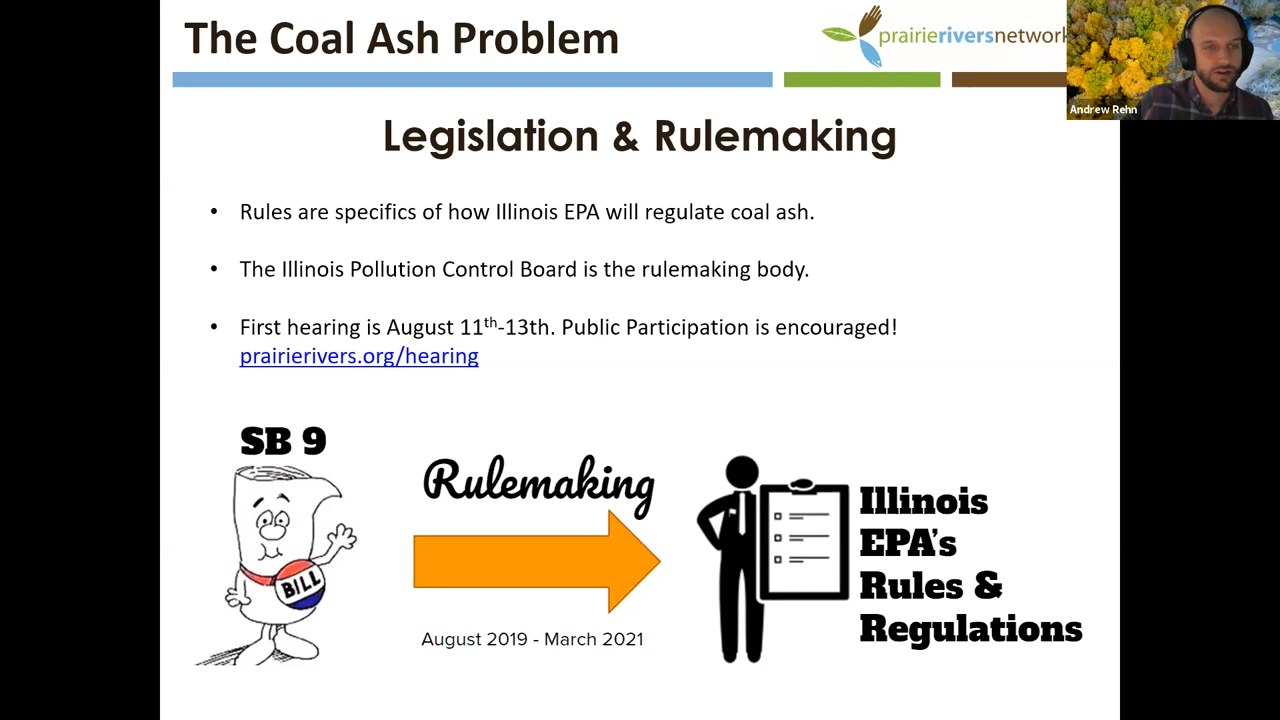 The Coal Ash Problem
prairieriversnetwork
Andrew Rehn
Legislation & Rulemaking
• Rules are specifics of how Illinois EPA will regulate coal ash.
• The Illinois Pollution Control Board is the rulemaking body.
• First hearing is August 11th-13th. Public Participation is encouraged!
prairierivers.org/hearing
SB 9
BILL
Rulemaking
August 2019 - March 2021
Illinois
EPA's
Rules &
Regulations